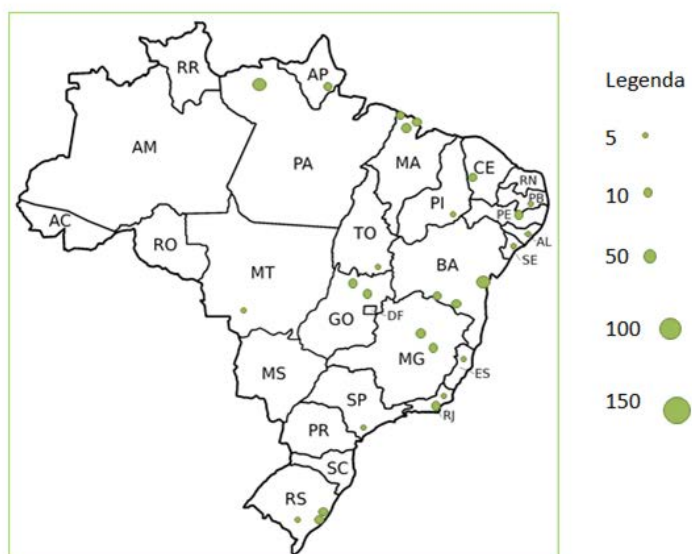 RR
AP
AM
PA
MA
CE
RN
PB
PI
PE
AL
SE
AC
RO
TO
BA
MT
GO
DF
MG
ES
MS
SP
RJ
PR
SC
RS
Legenda
5
10
50
100
150